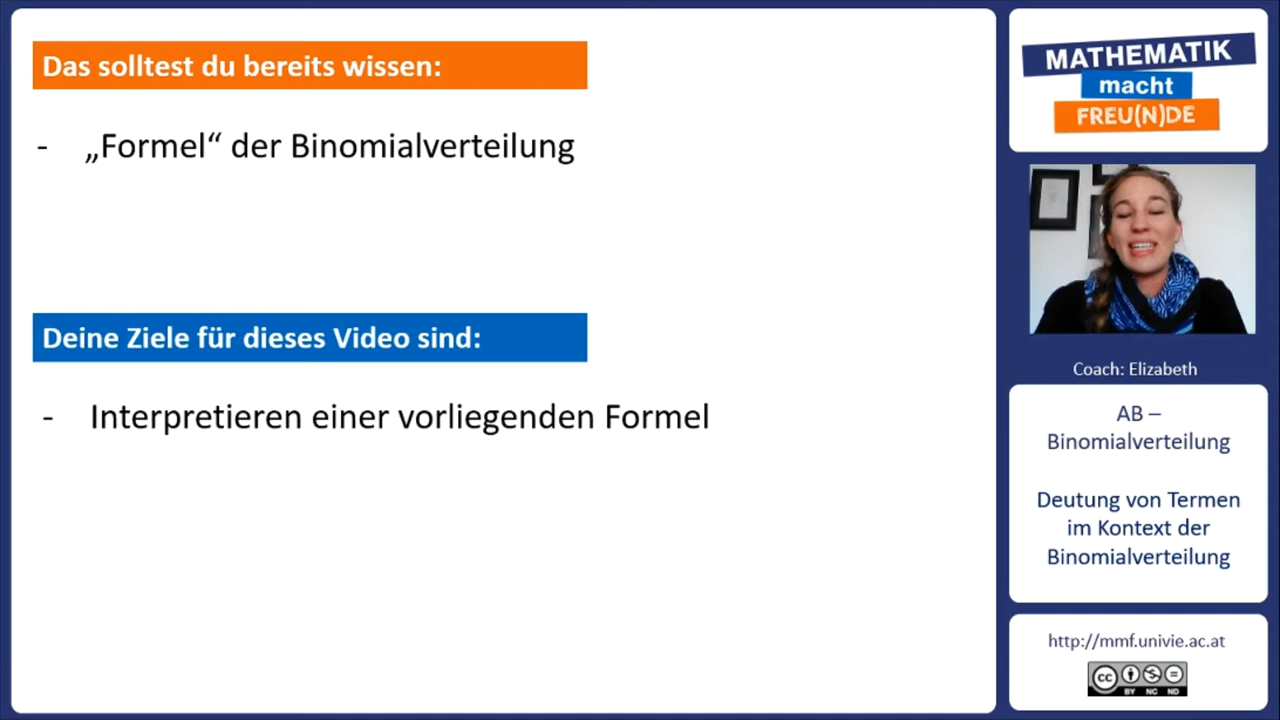 Das solltest du bereits wissen:
- „Formel“ der Binomialverteilung
Deine Ziele für dieses Video sind:
- Interpretieren einer vorliegenden Formel
MATHEMATIK
macht
FREU(N)DE
Coach: Elizabeth
AB –
Binomialverteilung
Deutung von Termen
im Kontext der
Binomialverteilung
http://mmf.univie.ac.at
cc
BY NC ND